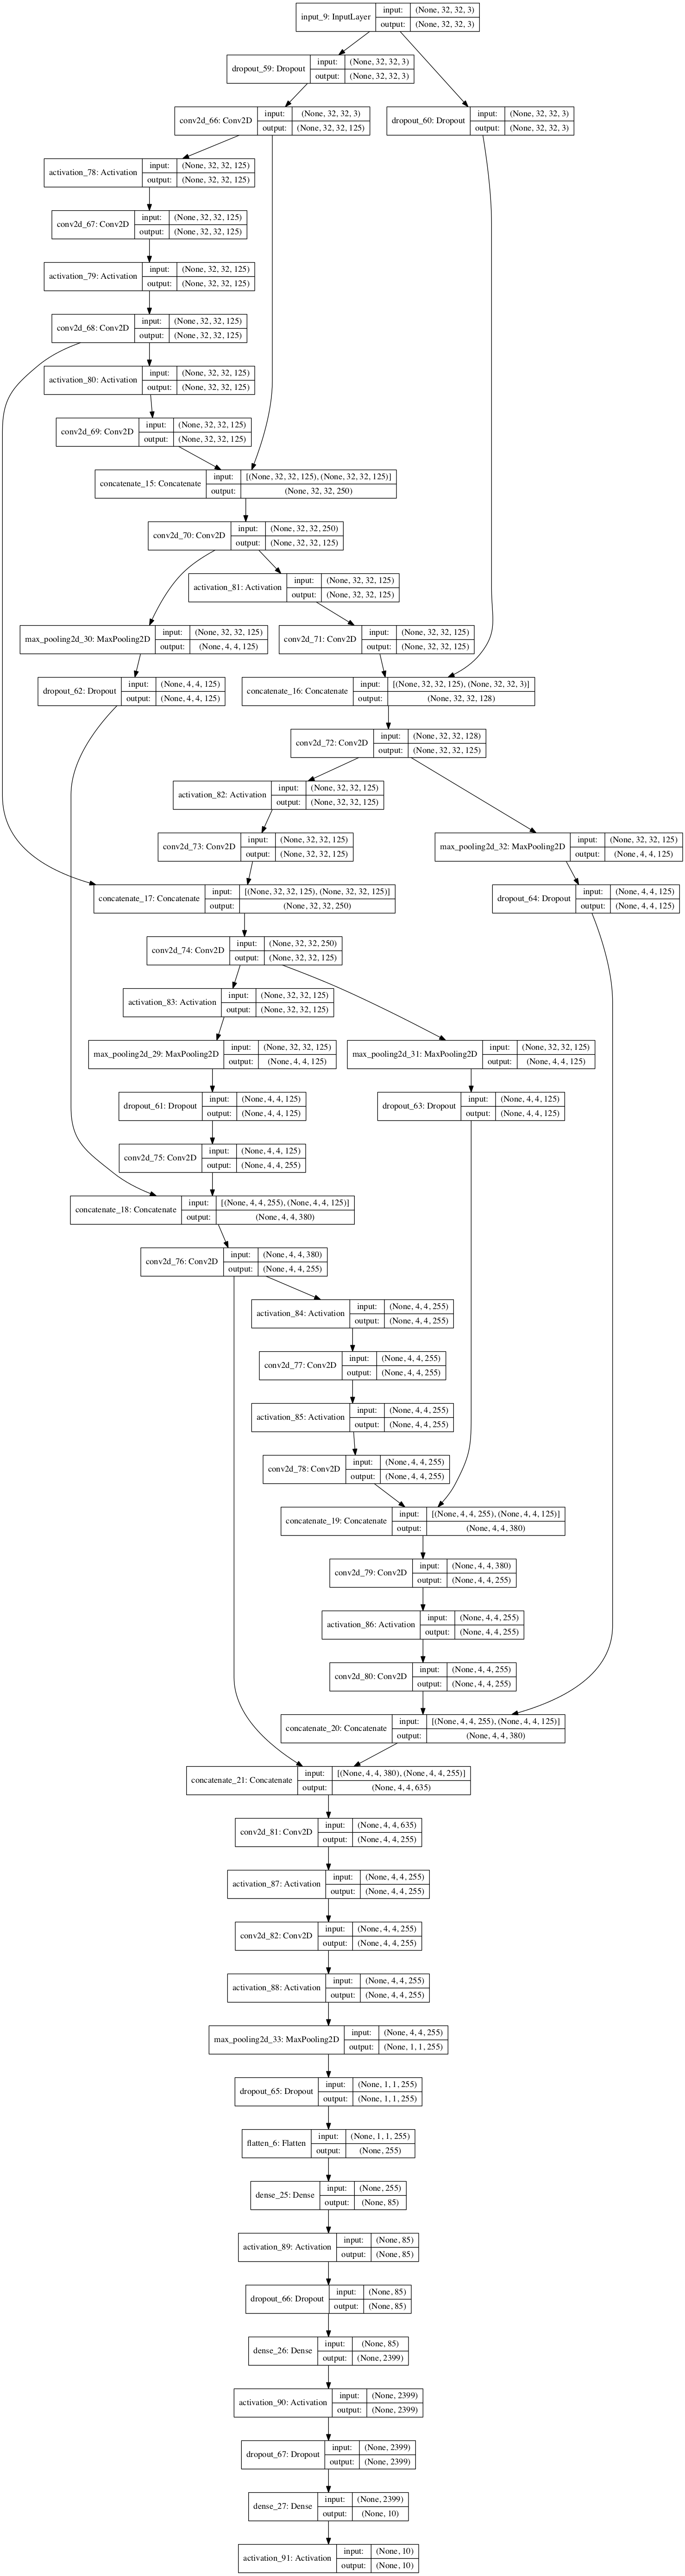 input_9: InputLayer
input: (None, 32, 32, 3)
output: (None, 32, 32, 3)
dropout_59: Dropout
input: (None, 32, 32, 3)
output: (None, 32, 32, 3)
conv2d_66: Conv2D
input: (None, 32, 32, 3)
output: (None, 32, 32, 125)
dropout_60: Dropout
input: (None, 32, 32, 3)
output: (None, 32, 32, 3)
activation_78: Activation
input: (None, 32, 32, 125)
output: (None, 32, 32, 125)
conv2d_67: Conv2D
input: (None, 32, 32, 125)
output: (None, 32, 32, 125)
activation_79: Activation
input: (None, 32, 32, 125)
output: (None, 32, 32, 125)
conv2d_68: Conv2D
input: (None, 32, 32, 125)
output: (None, 32, 32, 125)
activation_80: Activation
input: (None, 32, 32, 125)
output: (None, 32, 32, 125)
conv2d_69: Conv2D
input: (None, 32, 32, 125)
output: (None, 32, 32, 125)
concatenate_15: Concatenate
input: [(None, 32, 32, 125), (None, 32, 32, 125)]
output: (None, 32, 32, 250)
conv2d_70: Conv2D
input: (None, 32, 32, 250)
output: (None, 32, 32, 125)
activation_81: Activation
input: (None, 32, 32, 125)
output: (None, 32, 32, 125)
max_pooling2d_30: MaxPooling2D
input: (None, 32, 32, 125)
output: (None, 4, 4, 125)
conv2d_71: Conv2D
input: (None, 32, 32, 125)
output: (None, 32, 32, 125)
dropout_62: Dropout
input: (None, 4, 4, 125)
output: (None, 4, 4, 125)
concatenate_16: Concatenate
input: [(None, 32, 32, 125), (None, 32, 32, 3)]
output: (None, 32, 32, 128)
conv2d_72: Conv2D
input: (None, 32, 32, 128)
output: (None, 32, 32, 125)
activation_82: Activation
input: (None, 32, 32, 125)
output: (None, 32, 32, 125)
conv2d_73: Conv2D
input: (None, 32, 32, 125)
output: (None, 32, 32, 125)
max_pooling2d_32: MaxPooling2D
input: (None, 32, 32, 125)
output: (None, 4, 4, 125)
concatenate_17: Concatenate
input: [(None, 32, 32, 125), (None, 32, 32, 125)]
output: (None, 32, 32, 250)
dropout_64: Dropout
input: (None, 4, 4, 125)
output: (None, 4, 4, 125)
conv2d_74: Conv2D
input: (None, 32, 32, 250)
output: (None, 32, 32, 125)
activation_83: Activation
input: (None, 32, 32, 125)
output: (None, 32, 32, 125)
max_pooling2d_29: MaxPooling2D
input: (None, 32, 32, 125)
output: (None, 4, 4, 125)
max_pooling2d_31: MaxPooling2D
input: (None, 32, 32, 125)
output: (None, 4, 4, 125)
dropout_61: Dropout
input: (None, 4, 4, 125)
output: (None, 4, 4, 125)
dropout_63: Dropout
input: (None, 4, 4, 125)
output: (None, 4, 4, 125)
conv2d_75: Conv2D
input: (None, 4, 4, 125)
output: (None, 4, 4, 255)
concatenate_18: Concatenate
input: [(None, 4, 4, 255), (None, 4, 4, 125)]
output: (None, 4, 4, 380)
conv2d_76: Conv2D
input: (None, 4, 4, 380)
output: (None, 4, 4, 255)
activation_84: Activation
input: (None, 4, 4, 255)
output: (None, 4, 4, 255)
conv2d_77: Conv2D
input: (None, 4, 4, 255)
output: (None, 4, 4, 255)
activation_85: Activation
input: (None, 4, 4, 255)
output: (None, 4, 4, 255)
conv2d_78: Conv2D
input: (None, 4, 4, 255)
output: (None, 4, 4, 255)
concatenate_19: Concatenate
input: [(None, 4, 4, 255), (None, 4, 4, 125)]
output: (None, 4, 4, 380)
conv2d_79: Conv2D
input: (None, 4, 4, 380)
output: (None, 4, 4, 255)
activation_86: Activation
input: (None, 4, 4, 255)
output: (None, 4, 4, 255)
conv2d_80: Conv2D
input: (None, 4, 4, 255)
output: (None, 4, 4, 255)
concatenate_20: Concatenate
input: [(None, 4, 4, 255), (None, 4, 4, 125)]
output: (None, 4, 4, 380)
concatenate_21: Concatenate
input: [(None, 4, 4, 380), (None, 4, 4, 255)]
output: (None, 4, 4, 635)
conv2d_81: Conv2D
input: (None, 4, 4, 635)
output: (None, 4, 4, 255)
activation_87: Activation
input: (None, 4, 4, 255)
output: (None, 4, 4, 255)
conv2d_82: Conv2D
input: (None, 4, 4, 255)
output: (None, 4, 4, 255)
activation_88: Activation
input: (None, 4, 4, 255)
output: (None, 4, 4, 255)
max_pooling2d_33: MaxPooling2D
input: (None, 4, 4, 255)
output: (None, 1, 1, 255)
dropout_65: Dropout
input: (None, 1, 1, 255)
output: (None, 1, 1, 255)
flatten_6: Flatten
input: (None, 1, 1, 255)
output: (None, 255)
dense_25: Dense
input: (None, 255)
output: (None, 85)
activation_89: Activation
input: (None, 85)
output: (None, 85)
dropout_66: Dropout
input: (None, 85)
output: (None, 85)
dense_26: Dense
input: (None, 85)
output: (None, 2399)
activation_90: Activation
input: (None, 2399)
output: (None, 2399)
dropout_67: Dropout
input: (None, 2399)
output: (None, 2399)
dense_27: Dense
input: (None, 2399)
output: (None, 10)
activation_91: Activation
input: (None, 10)
output: (None, 10)